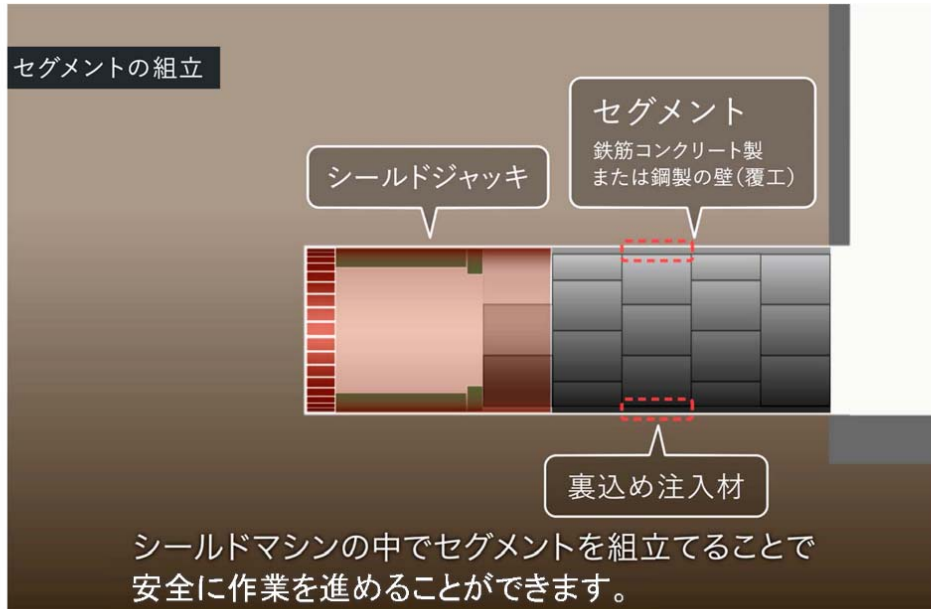 セグメントの組立
セグメント
鉄筋コンクリート製
または鋼製の壁(覆工)
シールドジャッキ
裏込め注入材
シールドマシンの中でセグメントを組立てることで
安全に作業を進めることができます。